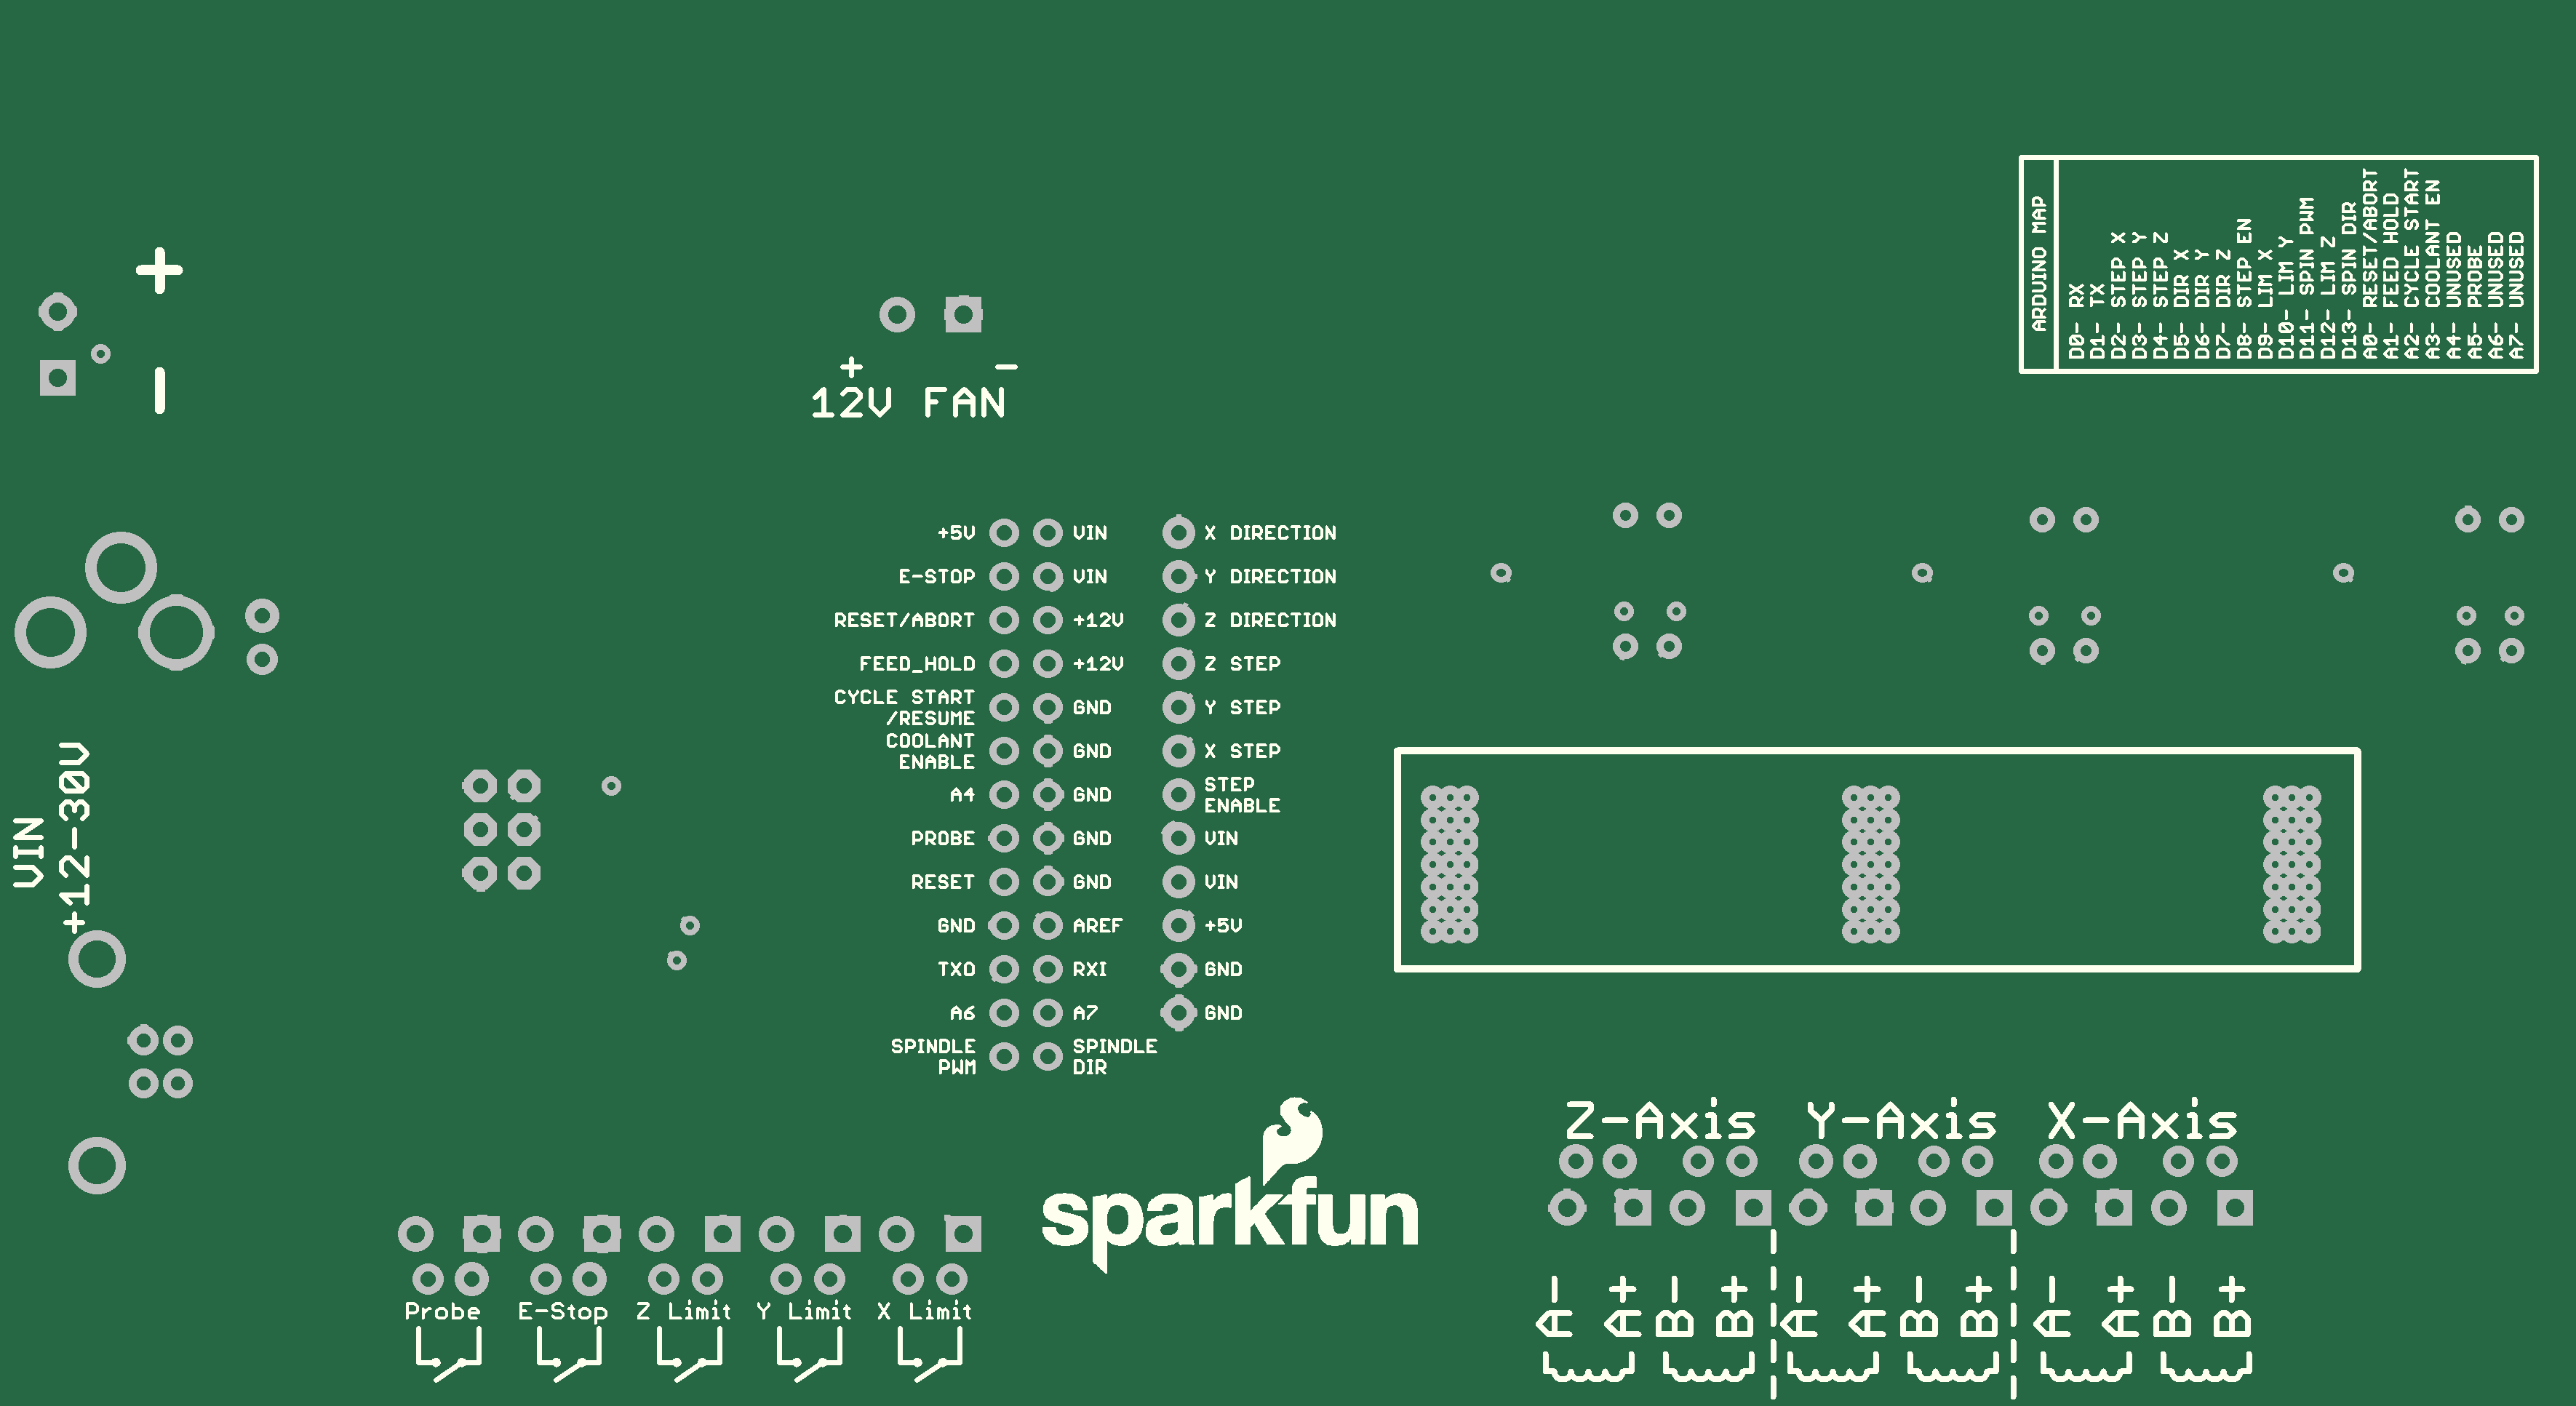 ARDUINO MAP
D0- RX
D1- TX
D2- STEP X
D3- STEP Y
D4- STEP Z
D5- DIR X
D6- DIR Y
D7- DIR Z
D8- STEP EN
D9- LIM X
D10- LIM Y
D11- SPIN PWM
D12- LIM Z
D13- SPIN DIR
A0- RESET/ABORT
A1- FEED HOLD
A2- CYCLE START
A3- COOLANT EN
A4- UNUSED
A5- PROBE
A6- UNUSED
A7- UNUSED
+
-
+ -
12V FAN
+5V VIN X DIRECTION
E-STOP VIN Y DIRECTION
RESET/ABORT +12V Z DIRECTION
FEED_HOLD +12V Z STEP
CYCLE START
/RESUME GND Y STEP
COOLANT
ENABLE GND X STEP
A4 GND STEP
ENABLE
PROBE GND VIN
RESET GND VIN
GND AREF +5V
TXO RXI GND
A6 A7 GND
SPINDLE
PWM
SPINDLE
DIR
VIN
+12-30V
sparkfun
Z-Axis Y-Axis X-Axis
A- A+ B- B+ A- A+ B- B+ A- A+ B- B+
Probe E-Stop Z Limit Y Limit X Limit